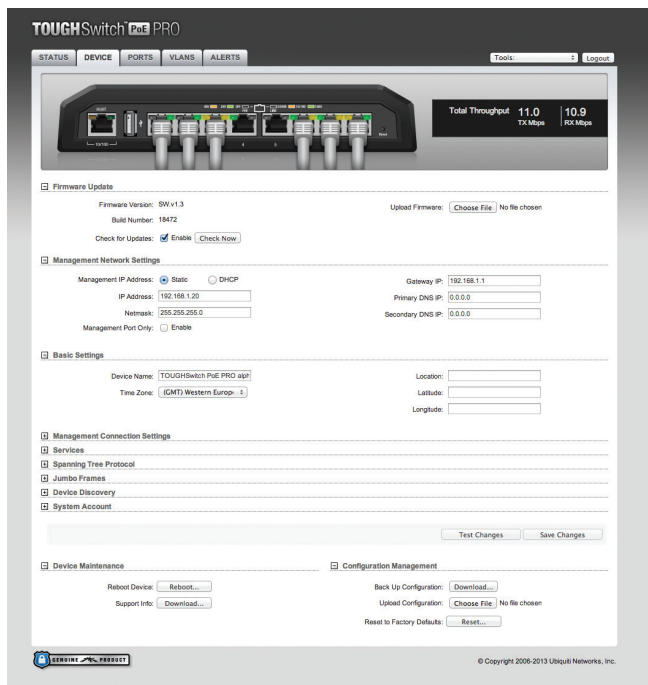 TOUGHSwitch™ PoE PRO
STATUS DEVICE PORTS VLANS ALERTS Tools: Logout
Total Throughput 11.0 TX Mbps 10.9 RX Mbps
MGMT
10/100
4 5
Reset
Firmware Update
Firmware Version: SW.v1.3
Upload Firmware: Choose File No file chosen
Build Number: 18472
Check for Updates: Enable Check Now
Management Network Settings
Management IP Address: Static DHCP
Gateway IP: 192.168.1.1
IP Address: 192.168.1.20
Primary DNS IP: 0.0.0.0
Netmask: 255.255.255.0
Secondary DNS IP: 0.0.0.0
Management Port Only: Enable
Basic Settings
Device Name: TOUGHSwitch PoE PRO alph
Location:
Time Zone: (GMT) Western Europe
Latitude:
Longitude:
Management Connection Settings
Services
Spanning Tree Protocol
Jumbo Frames
Device Discovery
System Account
Test Changes Save Changes
Device Maintenance Configuration Management
Reboot Device: Reboot... Back Up Configuration: Download...
Support Info: Download... Upload Configuration: Choose File No file chosen
Reset to Factory Defaults: Reset...
GENUINE PRODUCT
© Copyright 2006-2013 Ubiquiti Networks, Inc.